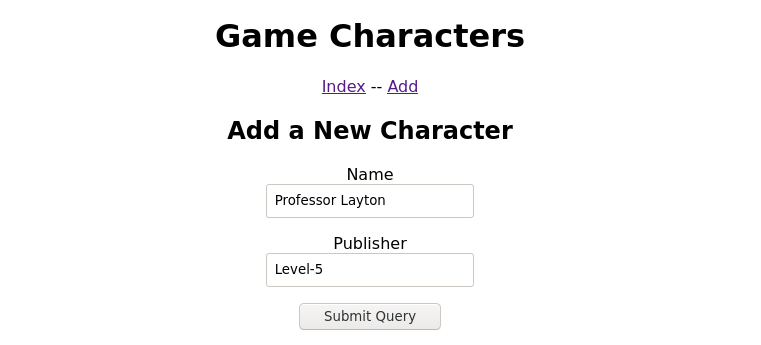 Game Characters
Index -- Add
Add a New Character
Name
Professor Layton
Publisher
Level-5
Submit Query